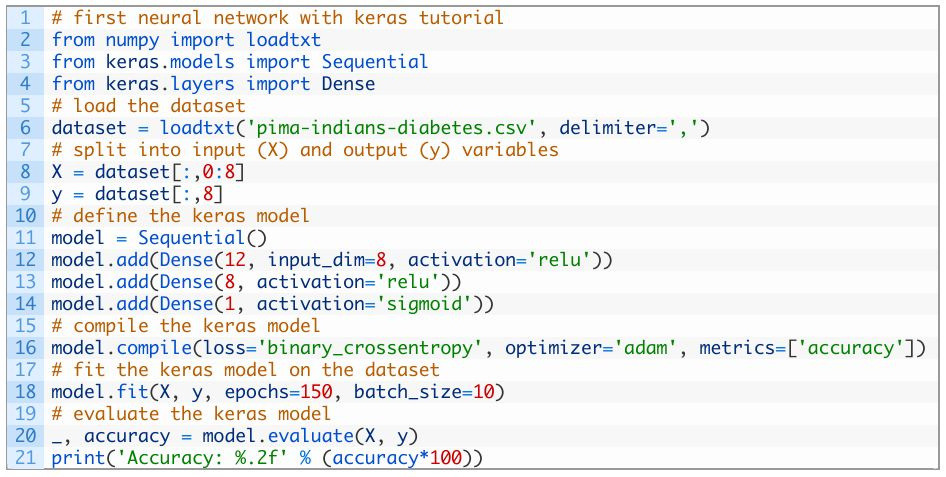 1 # first neural network with keras tutorial
2 from numpy import loadtxt
3 from keras.models import Sequential
4 from keras.layers import Dense
5 # load the dataset
6 dataset = loadtxt('pima-indians-diabetes.csv', delimiter=',')
7 # split into input (X) and output (y) variables
8 X = dataset[:,0:8]
9 y = dataset[:,8]
10 # define the keras model
11 model = Sequential()
12 model.add(Dense(12, input_dim=8, activation='relu'))
13 model.add(Dense(8, activation='relu'))
14 model.add(Dense(1, activation='sigmoid'))
15 # compile the keras model
16 model.compile(loss='binary_crossentropy', optimizer='adam', metrics=['accuracy'])
17 # fit the keras model on the dataset
18 model.fit(X, y, epochs=150, batch_size=10)
19 # evaluate the keras model
20 _, accuracy = model.evaluate(X, y)
21 print('Accuracy: %.2f' % (accuracy*100))